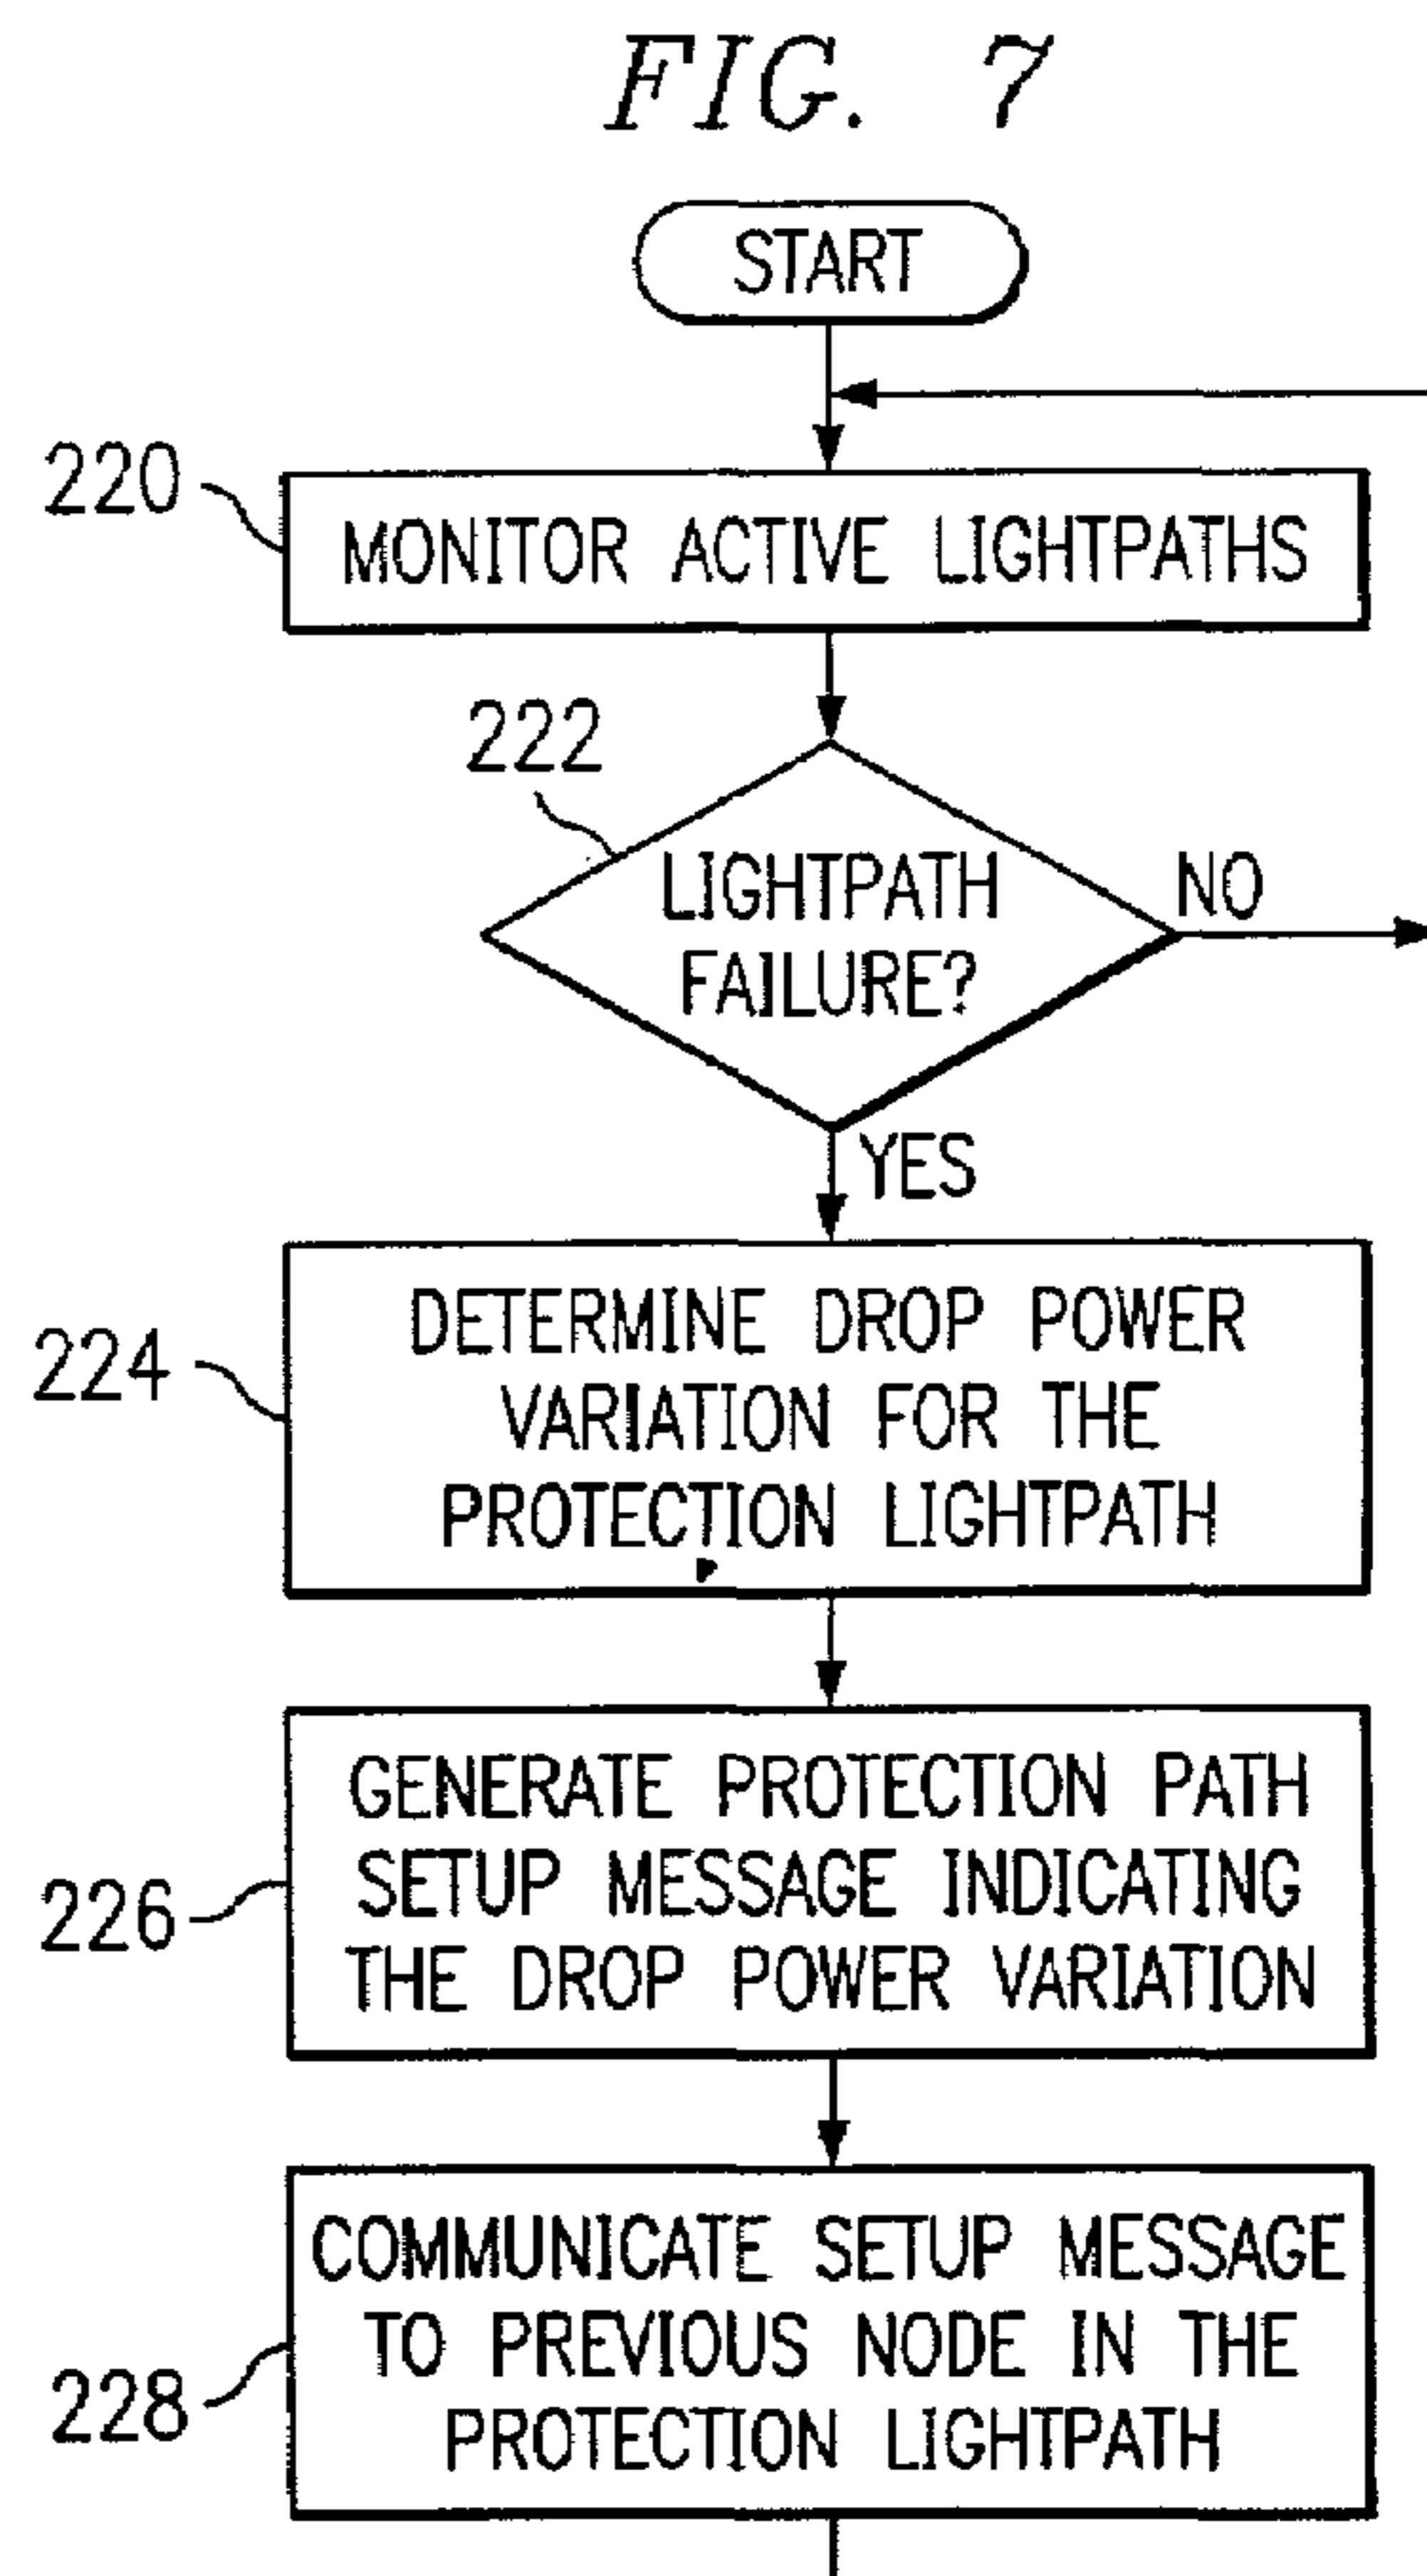 FIG. 7
START
220
MONITOR ACTIVE LIGHTPATHS
222
LIGHTPATH
FAILURE?
NO
YES
224
DETERMINE DROP POWER
VARIATION FOR THE
PROTECTION LIGHTPATH
226
GENERATE PROTECTION PATH
SETUP MESSAGE INDICATING
THE DROP POWER VARIATION
228
COMMUNICATE SETUP MESSAGE
TO PREVIOUS NODE IN THE
PROTECTION LIGHTPATH